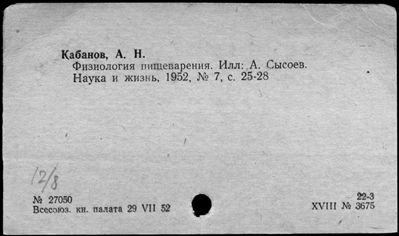 Кабанов, А. Н.
Физиология пищеварения. Илл: А. Сысоев.
Наука и жизнь, 1952, № 7, с. 25-28
12/8
№ 27050
Всесоюз. кн. палата 29 VII 52
22-3
XVIII № 3675